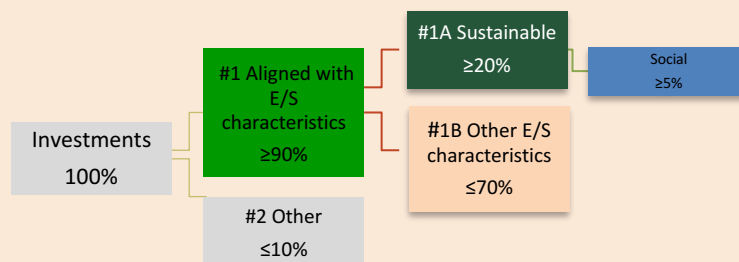 Investments
100%
#1 Aligned with
E/S
characteristics
≥90%
#2 Other
≤10%
#1A Sustainable
≥20%
#1B Other E/S
characteristics
≤70%
Social
≥5%